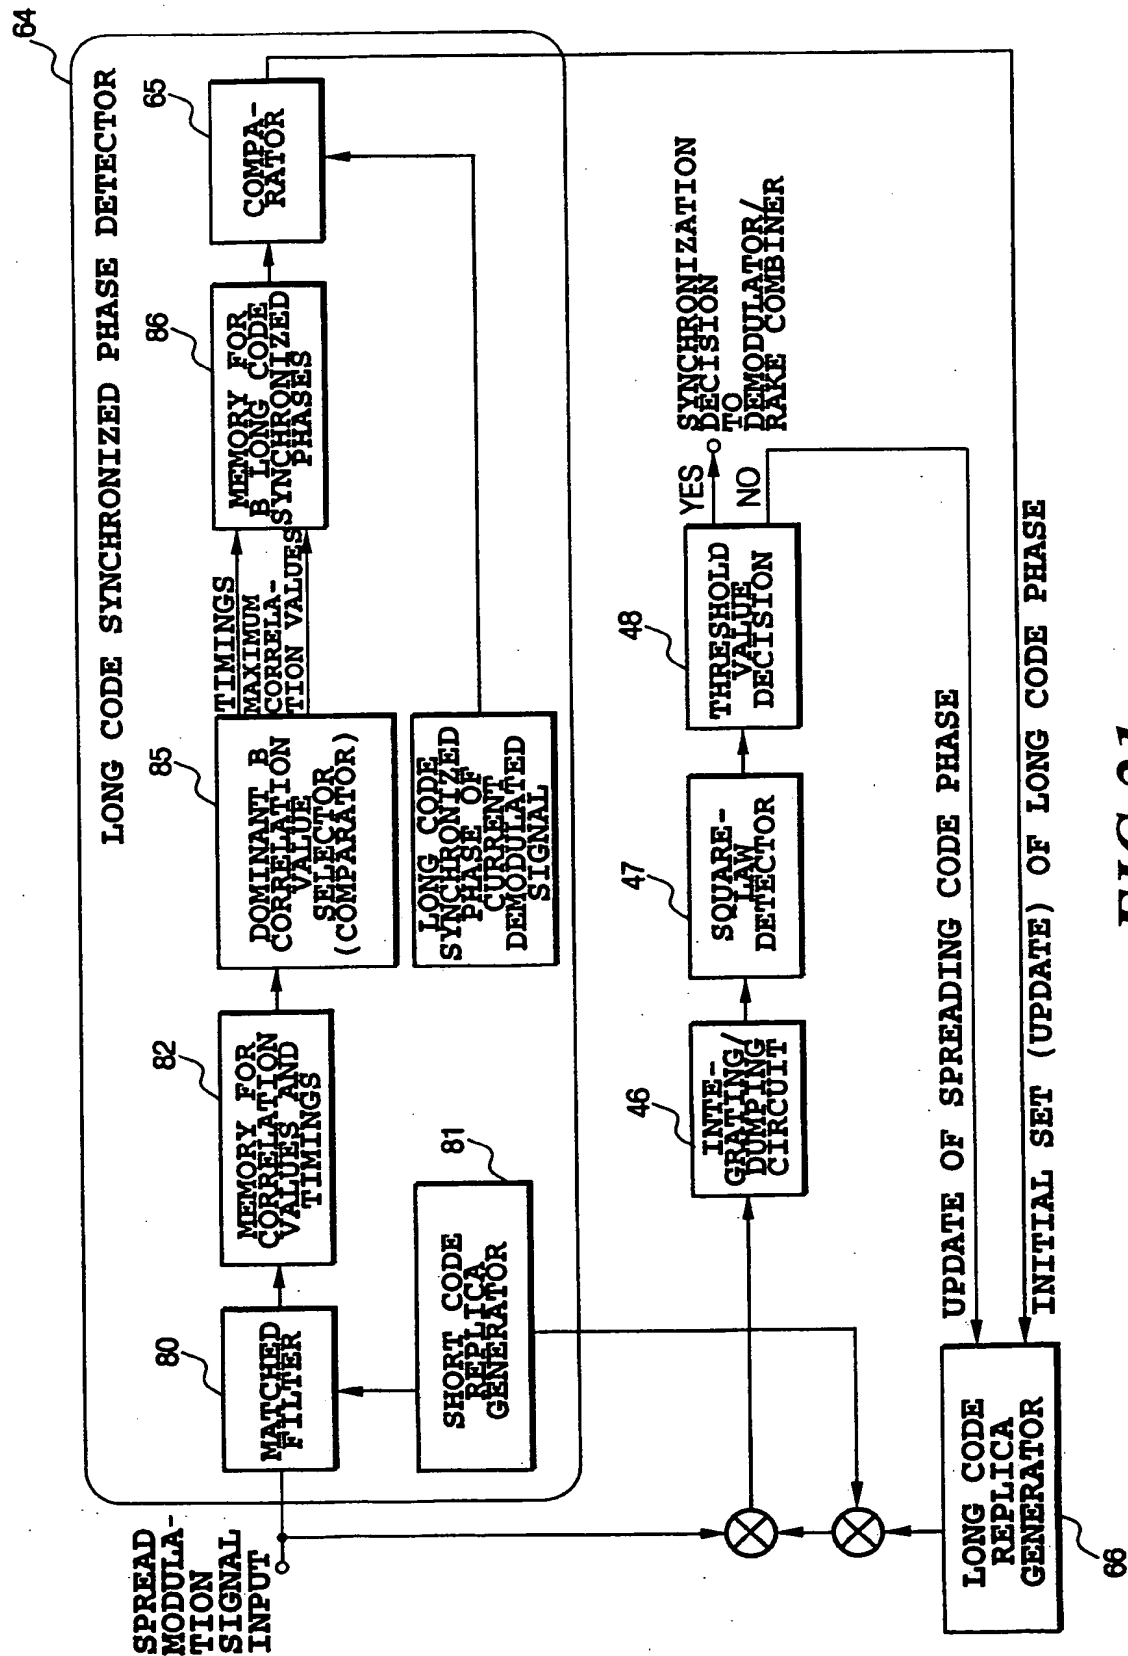 64
LONG CODE SYNCHRONIZED PHASE DETECTOR
SPREAD
MODULA-
TION
SIGNAL
INPUT
80
MATCHED
FILTER
82
MEMORY FOR
CORRELATION
VALUES AND
TIMINGS
85
DOMINANT B
CORRELATION
VALUE
SELECTOR
(COMPARATOR)
TIMINGS
MAXIMUM
CORRELA-
TION VALUES
86
MEMORY FOR
B LONG CODE
SYNCHRONIZED
PHASES
65
COMPA-
RATOR
81
SHORT CODE
REPLICA
GENERATOR
LONG CODE
SYNCHRONIZED
PHASE OF
CURRENT
DEMODULATED
SIGNAL
46
INTE-
GRATING/
DUMPING
CIRCUIT
47
SQUARE-
LAW
DETECTOR
48
THRESHOLD
VALUE
DECISION
YES
NO
SYNCHRONIZATION
DECISION
TO
DEMODULATOR/
RAKE COMBINER
UPDATE OF SPREADING CODE PHASE
INITIAL SET (UPDATE) OF LONG CODE PHASE
LONG CODE
REPLICA
GENERATOR
66